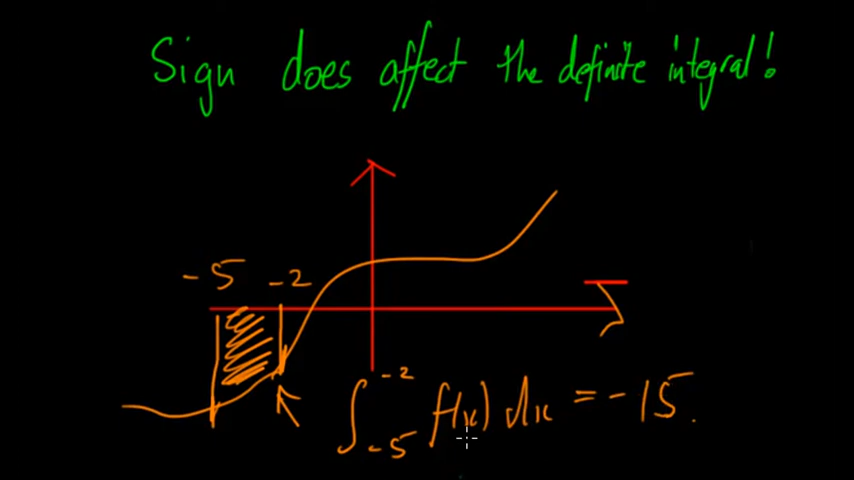 Sign does affect the definite integral!
-5 -2
∫_{-5}^{-2} f(x) dx = -15.